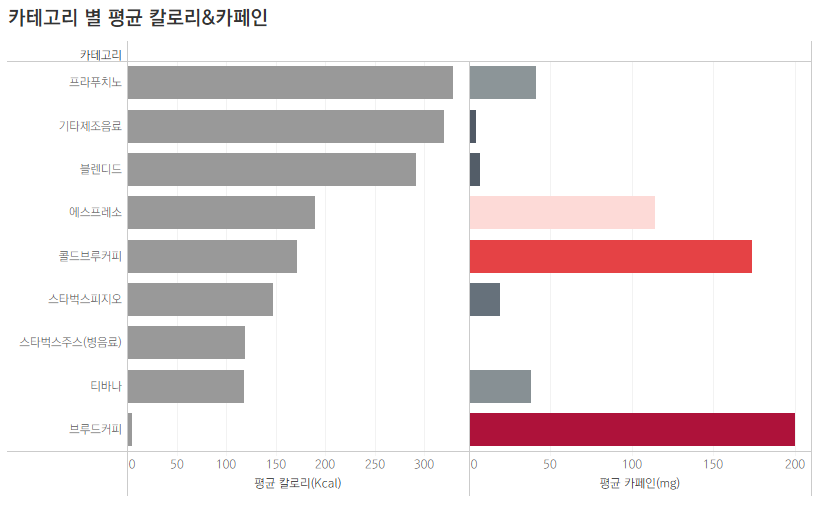 카테고리 별 평균 칼로리&카페인
카테고리
프라푸치노
기타제조음료
블렌디드
에스프레소
콜드브루커피
스타벅스피지오
스타벅스주스(병음료)
티바나
브루드커피
0 50 100 150 200 250 300 0 50 100 150 200
평균 칼로리(Kcal) 평균 카페인(mg)